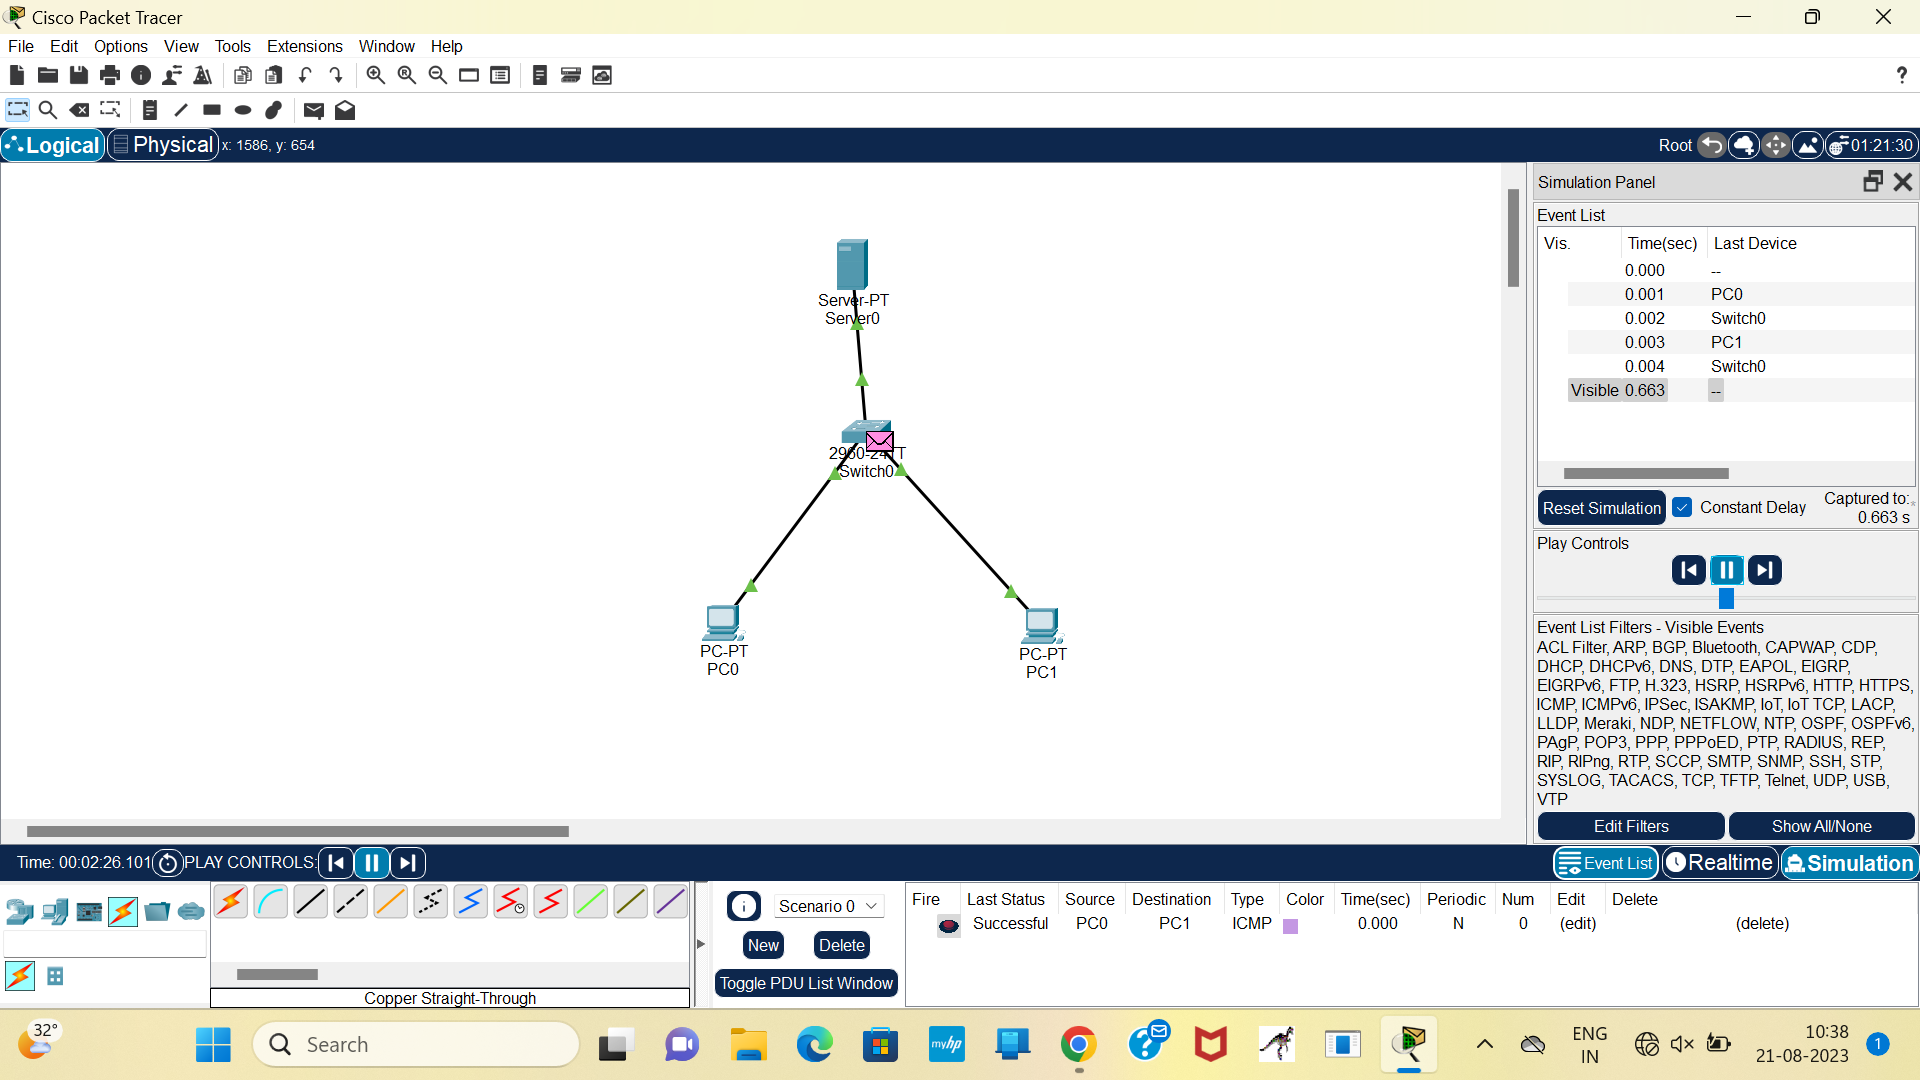 Cisco Packet Tracer
File Edit Options View Tools Extensions Window Help
?
Logical Physical x: 1586, y: 654 Root 01:21:30
Server-PT
Server0
2960-24TT
Switch0
PC-PT
PC0
PC-PT
PC1
Simulation Panel
Event List
Vis. Time(sec) Last Device
0.000 --
0.001 PC0
0.002 Switch0
0.003 PC1
0.004 Switch0
Visible 0.663 --
Reset Simulation Constant Delay Captured to:
0.663 s
Play Controls
Event List Filters - Visible Events
ACL Filter, ARP, BGP, Bluetooth, CAPWAP, CDP,
DHCP, DHCPv6, DNS, DTP, EAPOL, EIGRP,
EIGRPv6, FTP, H.323, HSRP, HSRPv6, HTTP, HTTPS,
ICMP, ICMPv6, IPSec, ISAKMP, IoT, IoT TCP, LACP,
LLDP, Meraki, NDP, NETFLOW, NTP, OSPF, OSPFv6,
PAgP, POP3, PPP, PPPoED, PTP, RADIUS, REP,
RIP, RIPng, RTP, SCCP, SMTP, SNMP, SSH, STP,
SYSLOG, TACACS, TCP, TFTP, Telnet, UDP, USB,
VTP
Edit Filters Show All/None
Time: 00:02:26.101 PLAY CONTROLS: Event List Realtime Simulation
Copper Straight-Through
Scenario 0
New Delete
Toggle PDU List Window
Fire Last Status Source Destination Type Color Time(sec) Periodic Num Edit Delete
Successful PC0 PC1 ICMP 0.000 N 0 (edit) (delete)
32° Search myhp ENG
IN
10:38
21-08-2023
1